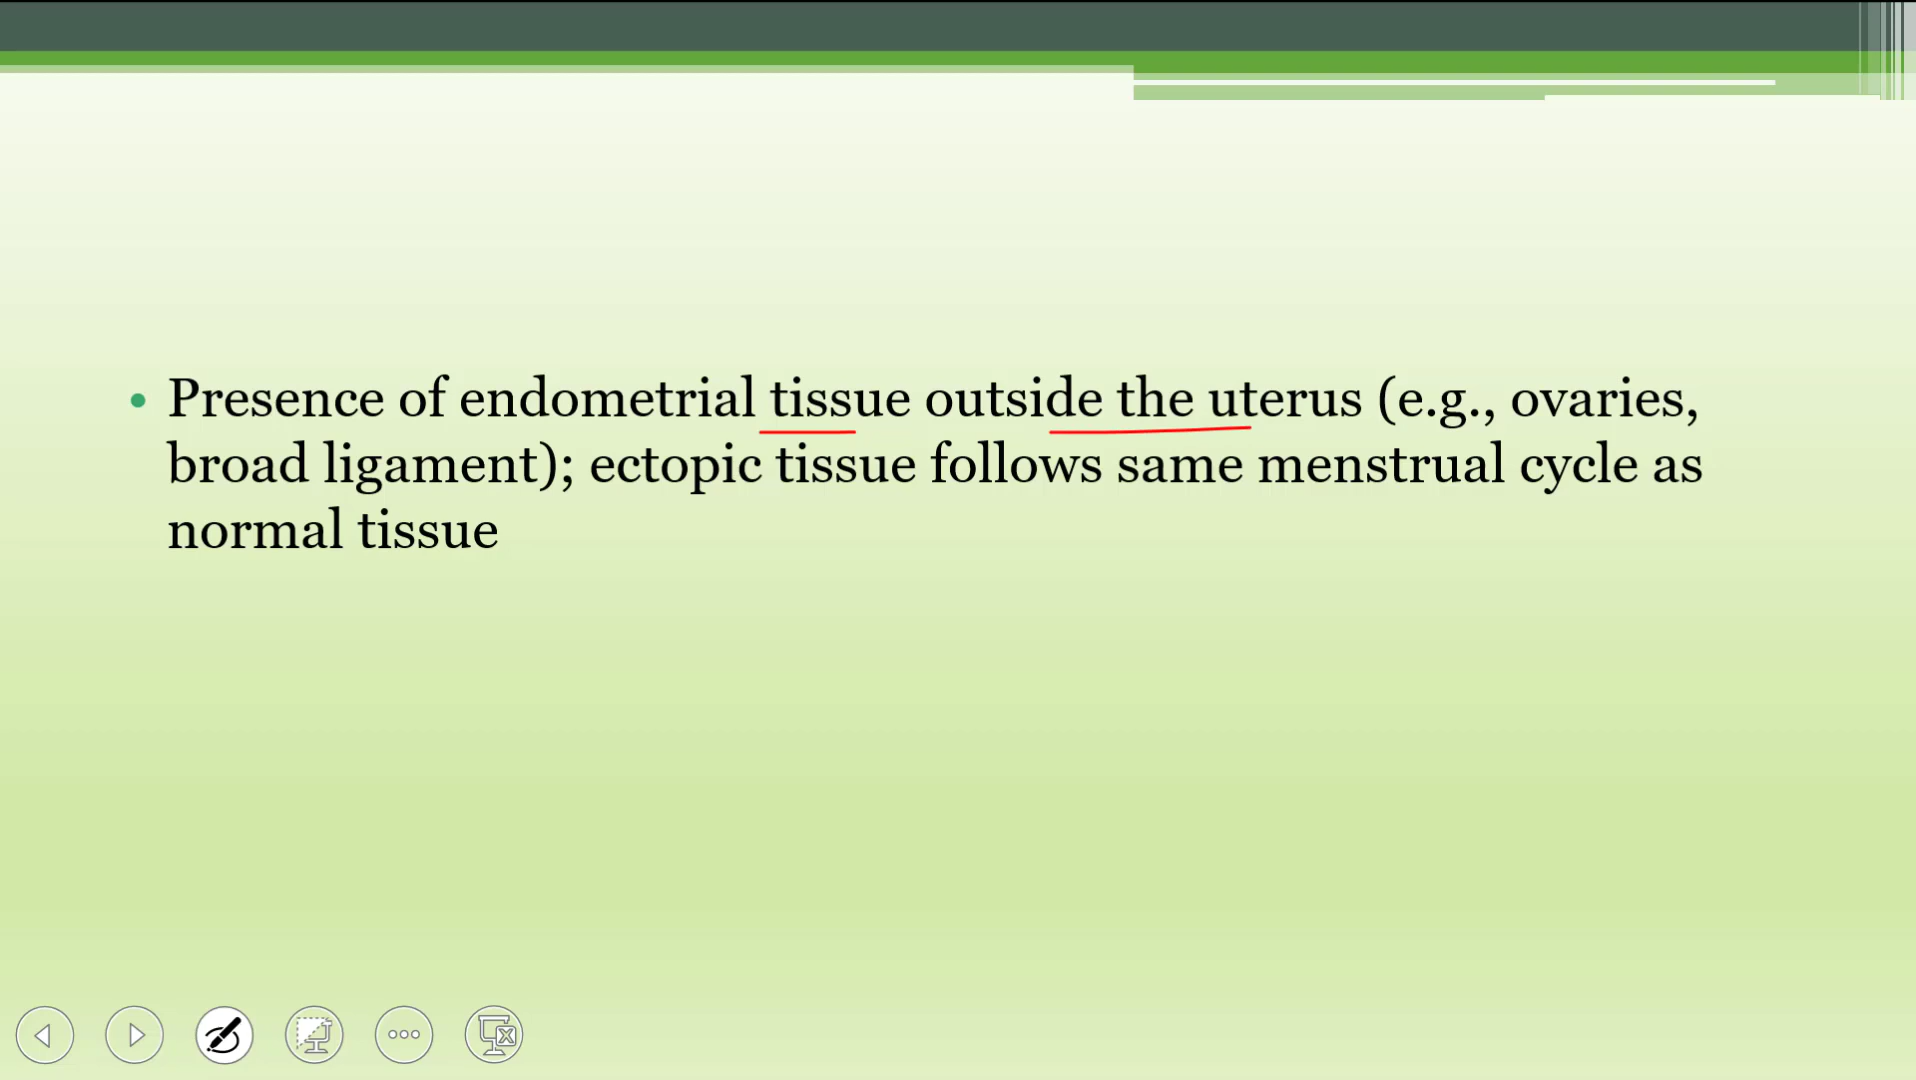 • Presence of endometrial tissue outside the uterus (e.g., ovaries,
broad ligament); ectopic tissue follows same menstrual cycle as
normal tissue